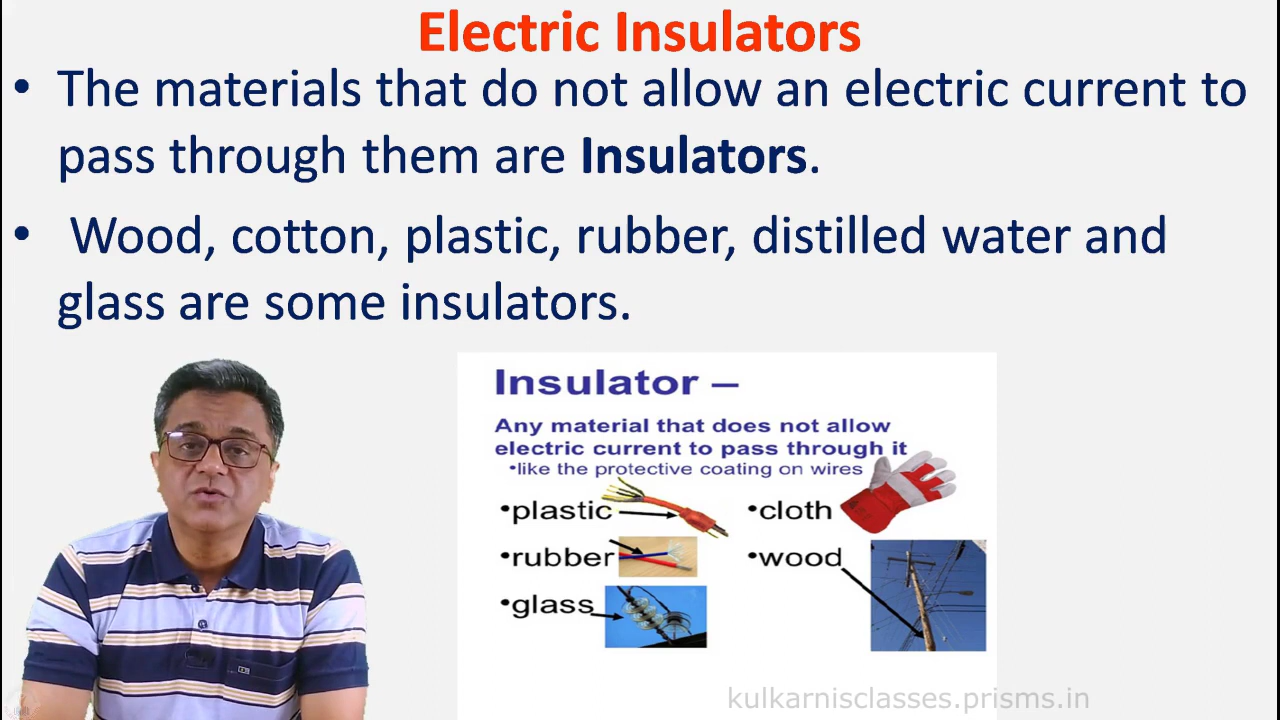 Electric Insulators
• The materials that do not allow an electric current to
pass through them are Insulators.
• Wood, cotton, plastic, rubber, distilled water and
glass are some insulators.
Insulator –
Any material that does not allow
electric current to pass through it
•like the protective coating on wires
•plastic
•cloth
•rubber
•wood
•glass
kulkarnisclasses.prisms.in